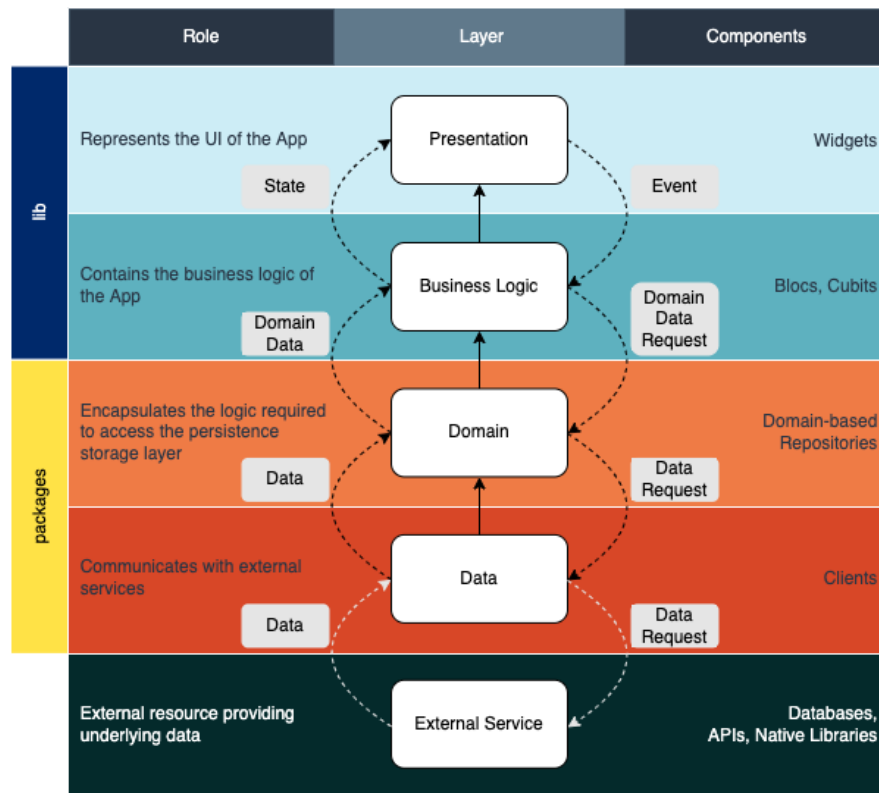 Role
Layer
Components
lib
Represents the UI of the App
Presentation
Widgets
State
Event
Contains the business logic of
the App
Business Logic
Blocs, Cubits
Domain
Data
Domain
Data
Request
packages
Encapsulates the logic required
to access the persistence
storage layer
Domain
Domain-based
Repositories
Data
Data
Request
Communicates with external
services
Data
Clients
Data
Data
Request
External resource providing
underlying data
External Service
Databases,
APIs, Native Libraries